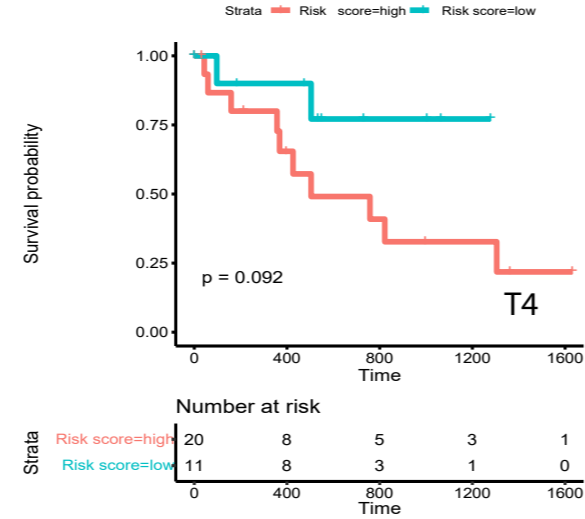 Strata Risk score=high Risk score=low
Survival probability
1.00
0.75
0.50
0.25
0.00
p = 0.092
T4
0 400 800 1200 1600
Time
Number at risk
Strata
Risk score=high 20 8 5 3 1
Risk score=low 11 8 3 1 0
0 400 800 1200 1600
Time